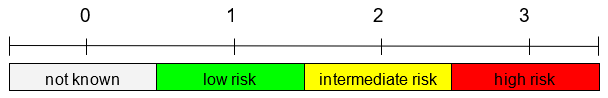 0 1 2 3
not known low risk intermediate risk high risk